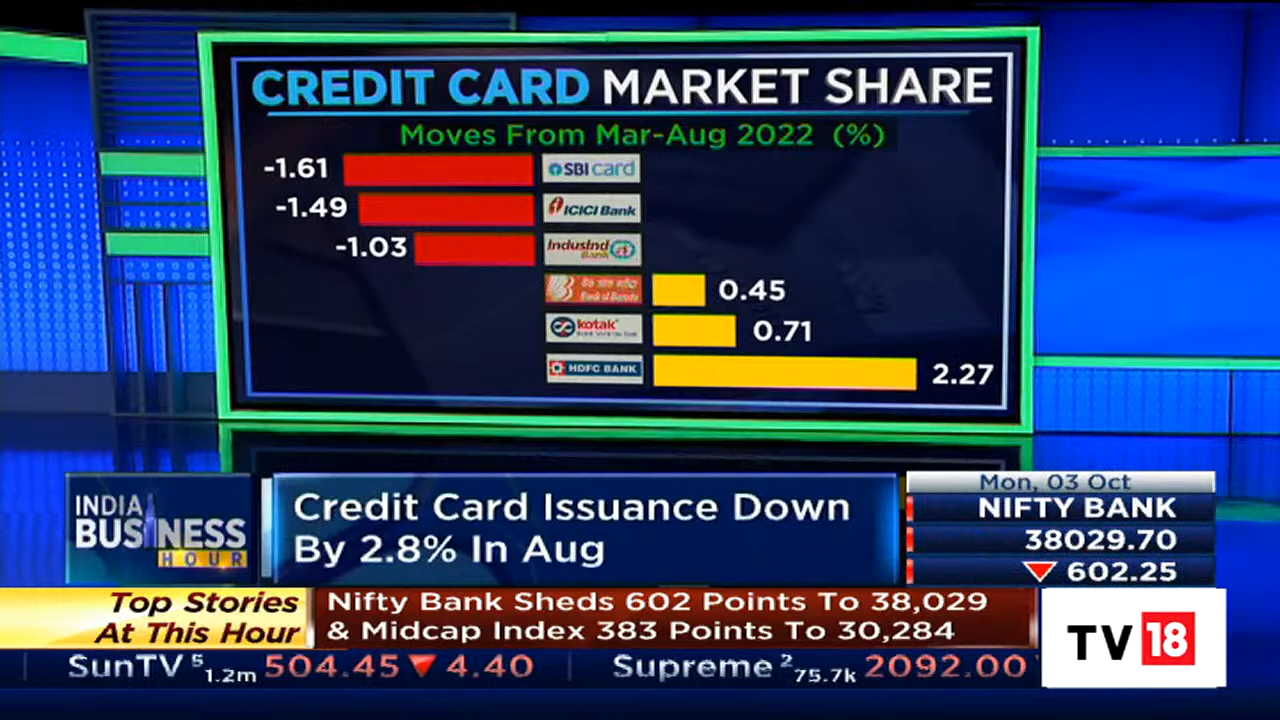 CREDIT CARD MARKET SHARE
Moves From Mar-Aug 2022 (%)
-1.61 SBI card
-1.49 ICICI Bank
-1.03 IndusInd Bank
Bank of Baroda 0.45
kotak 0.71
HDFC BANK 2.27
INDIA
BUSINESS
HOUR
Credit Card Issuance Down
By 2.8% In Aug
Mon, 03 Oct
NIFTY BANK
38029.70
602.25
Top Stories
At This Hour
Nifty Bank Sheds 602 Points To 38,029
& Midcap Index 383 Points To 30,284
TV18
SunTV 5 1.2m 504.45 ▼ 4.40 Supreme 2 75.7k 2092.00